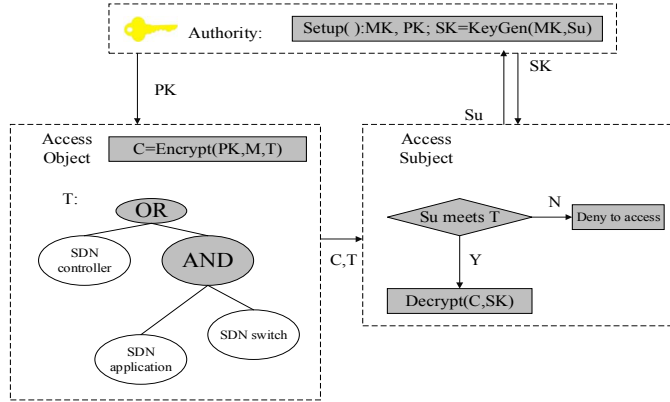 Authority:
Setup( ):MK, PK; SK=KeyGen(MK,Su)
PK
Su
SK
Access
Object
C=Encrypt(PK,M,T)
T:
OR
SDN
controller
AND
SDN
application
SDN switch
C,T
Access
Subject
Su meets T
N
Deny to access
Y
Decrypt(C,SK)